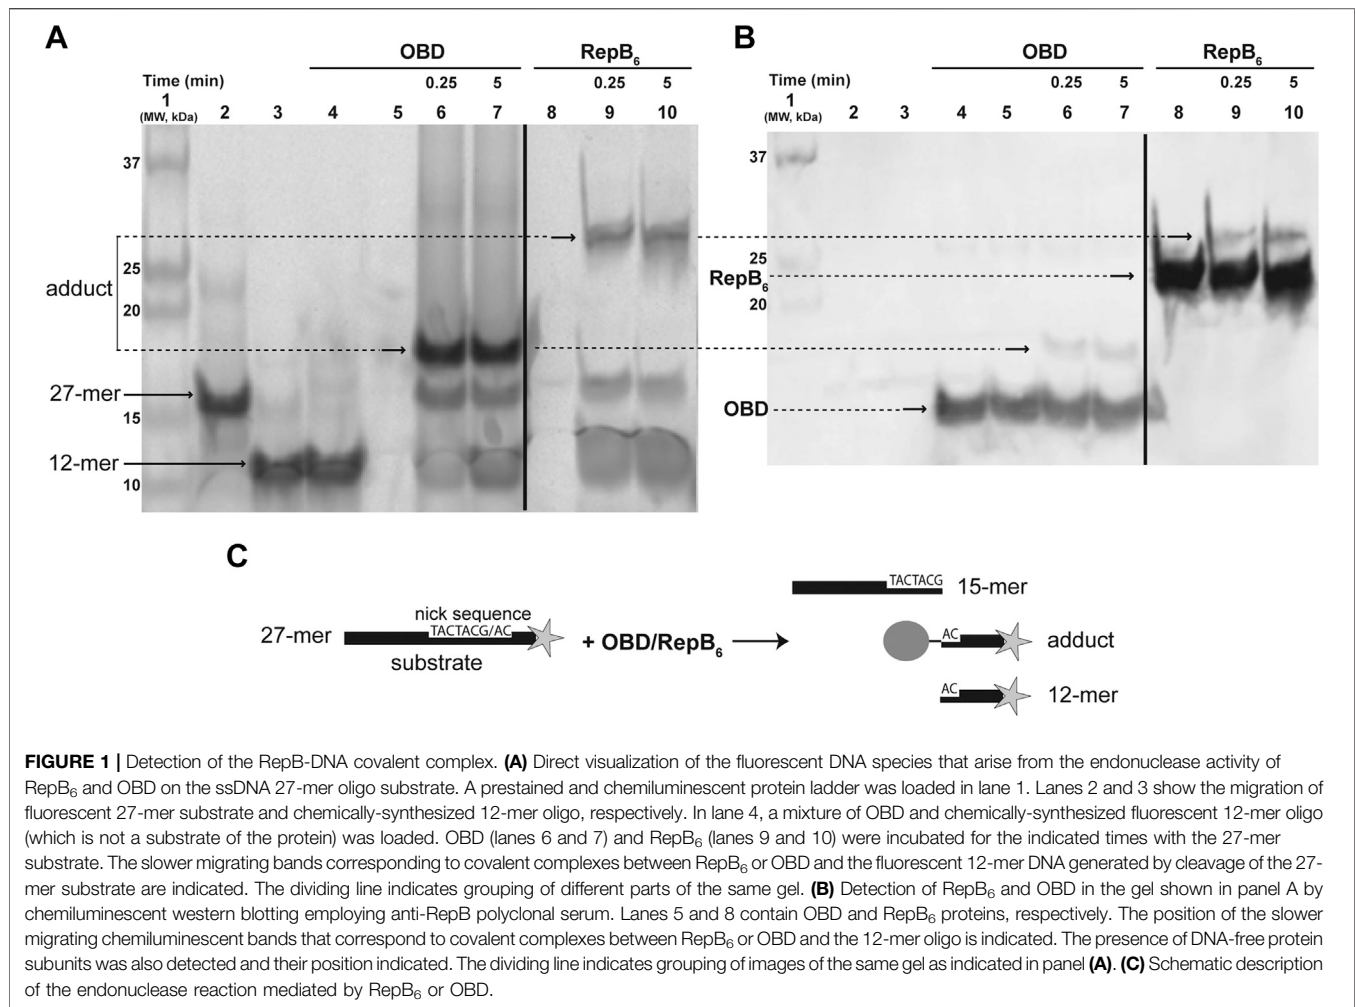 A
OBD
RepB6
Time (min)
0.25
5
0.25
5
1
2
3
4
5
6
7
8
9
10
(MW, kDa)
37
25
20
15
10
adduct
27-mer
12-mer
B
OBD
RepB6
Time (min)
0.25
5
0.25
5
1
2
3
4
5
6
7
8
9
10
(MW, kDa)
37
25
20
RepB6
OBD
C
27-mer
nick sequence
TACTACG/AC
substrate
+ OBD/RepB6
TACTACG
15-mer
AC
adduct
AC
12-mer
FIGURE 1 | Detection of the RepB-DNA covalent complex. (A) Direct visualization of the fluorescent DNA species that arise from the endonuclease activity of
RepB6 and OBD on the ssDNA 27-mer oligo substrate. A prestained and chemiluminescent protein ladder was loaded in lane 1. Lanes 2 and 3 show the migration of
fluorescent 27-mer substrate and chemically-synthesized 12-mer oligo, respectively. In lane 4, a mixture of OBD and chemically-synthesized fluorescent 12-mer oligo
(which is not a substrate of the protein) was loaded. OBD (lanes 6 and 7) and RepB6 (lanes 9 and 10) were incubated for the indicated times with the 27-mer
substrate. The slower migrating bands corresponding to covalent complexes between RepB6 or OBD and the fluorescent 12-mer DNA generated by cleavage of the 27-
mer substrate are indicated. The dividing line indicates grouping of different parts of the same gel. (B) Detection of RepB6 and OBD in the gel shown in panel A by
chemiluminescent western blotting employing anti-RepB polyclonal serum. Lanes 5 and 8 contain OBD and RepB6 proteins, respectively. The position of the slower
migrating chemiluminescent bands that correspond to covalent complexes between RepB6 or OBD and the 12-mer oligo is indicated. The presence of DNA-free protein
subunits was also detected and their position indicated. The dividing line indicates grouping of images of the same gel as indicated in panel (A). (C) Schematic description
of the endonuclease reaction mediated by RepB6 or OBD.